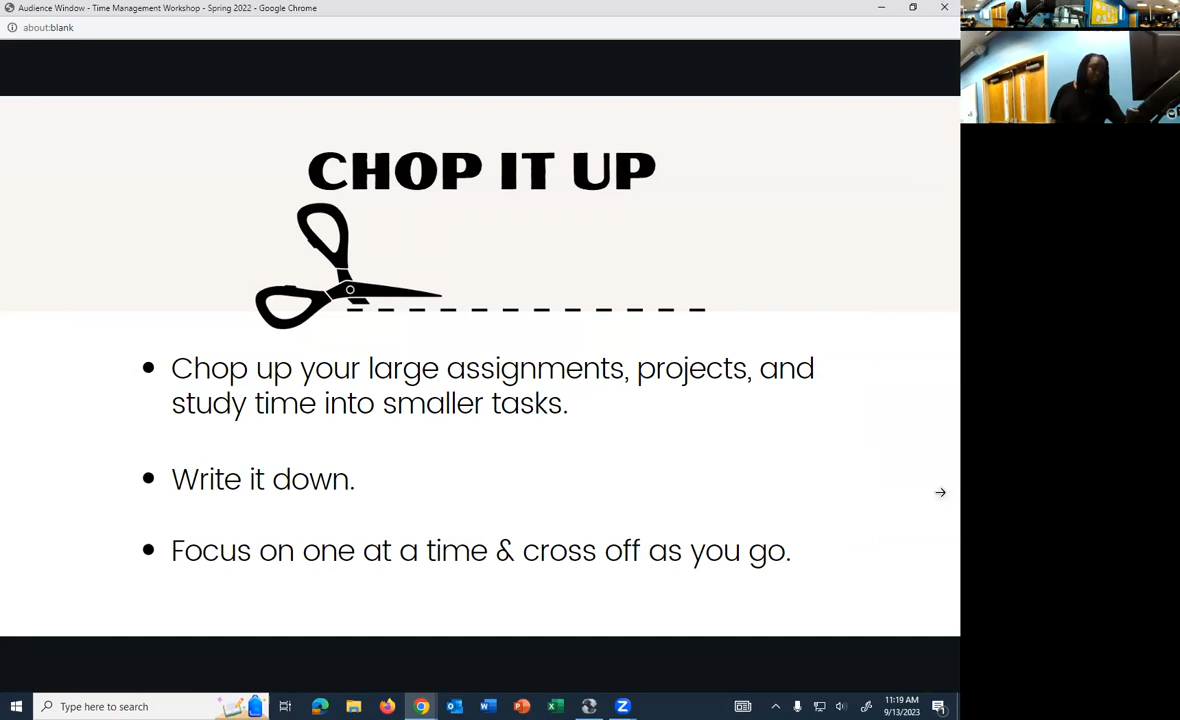 Audience Window - Time Management Workshop - Spring 2022 - Google Chrome
about:blank
CHOP IT UP
• Chop up your large assignments, projects, and
study time into smaller tasks.
• Write it down.
• Focus on one at a time & cross off as you go.
Type here to search
11:19 AM
9/13/2023